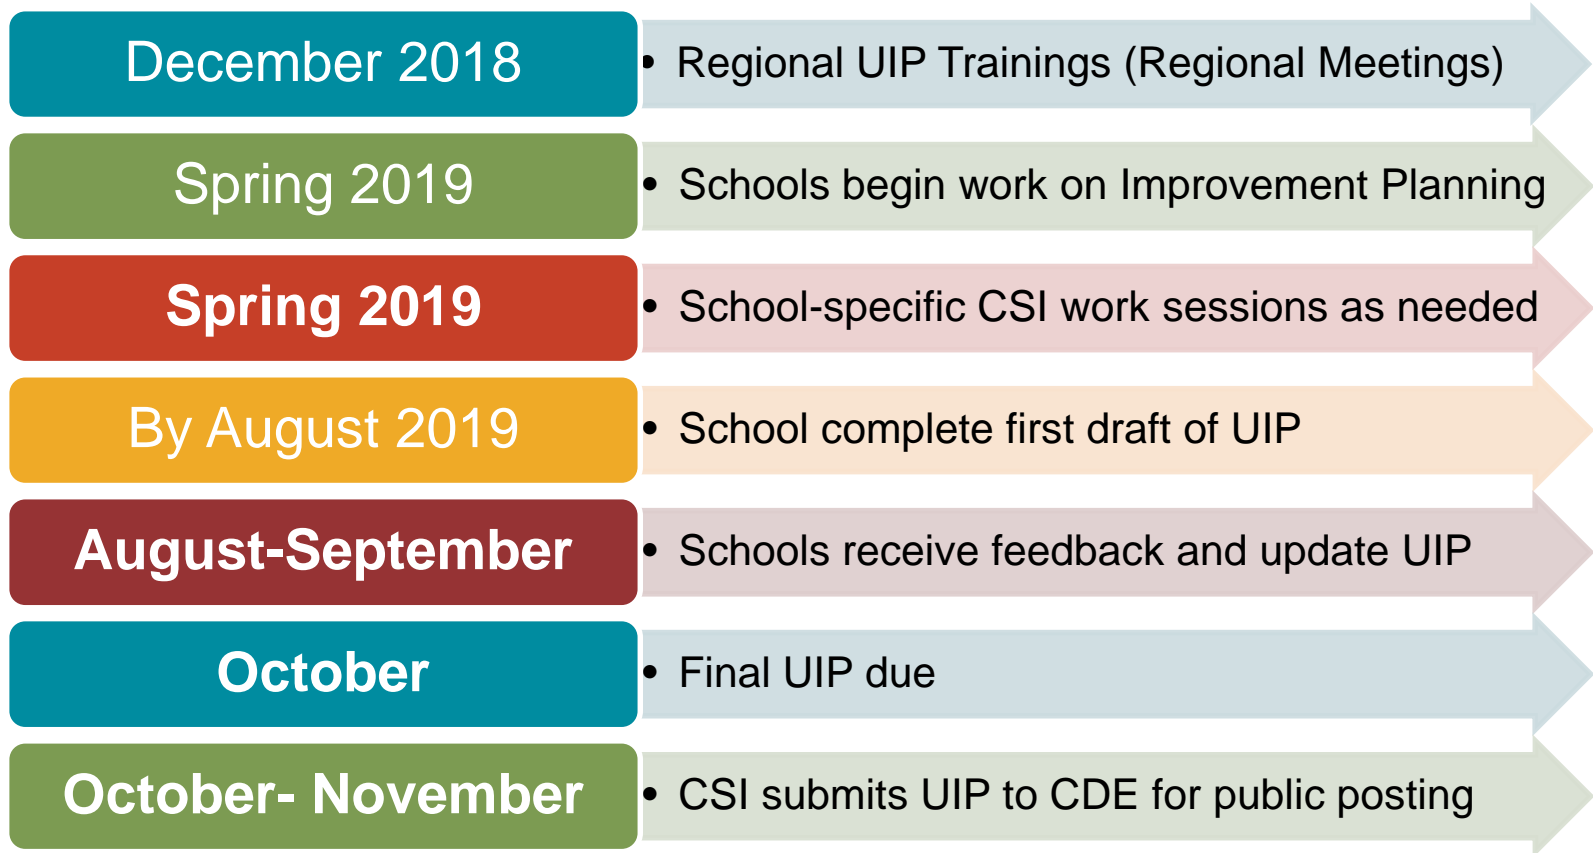 December 2018
• Regional UIP Trainings (Regional Meetings)
Spring 2019
• Schools begin work on Improvement Planning
Spring 2019
• School-specific CSI work sessions as needed
By August 2019
• School complete first draft of UIP
August-September
• Schools receive feedback and update UIP
October
• Final UIP due
October- November
• CSI submits UIP to CDE for public posting